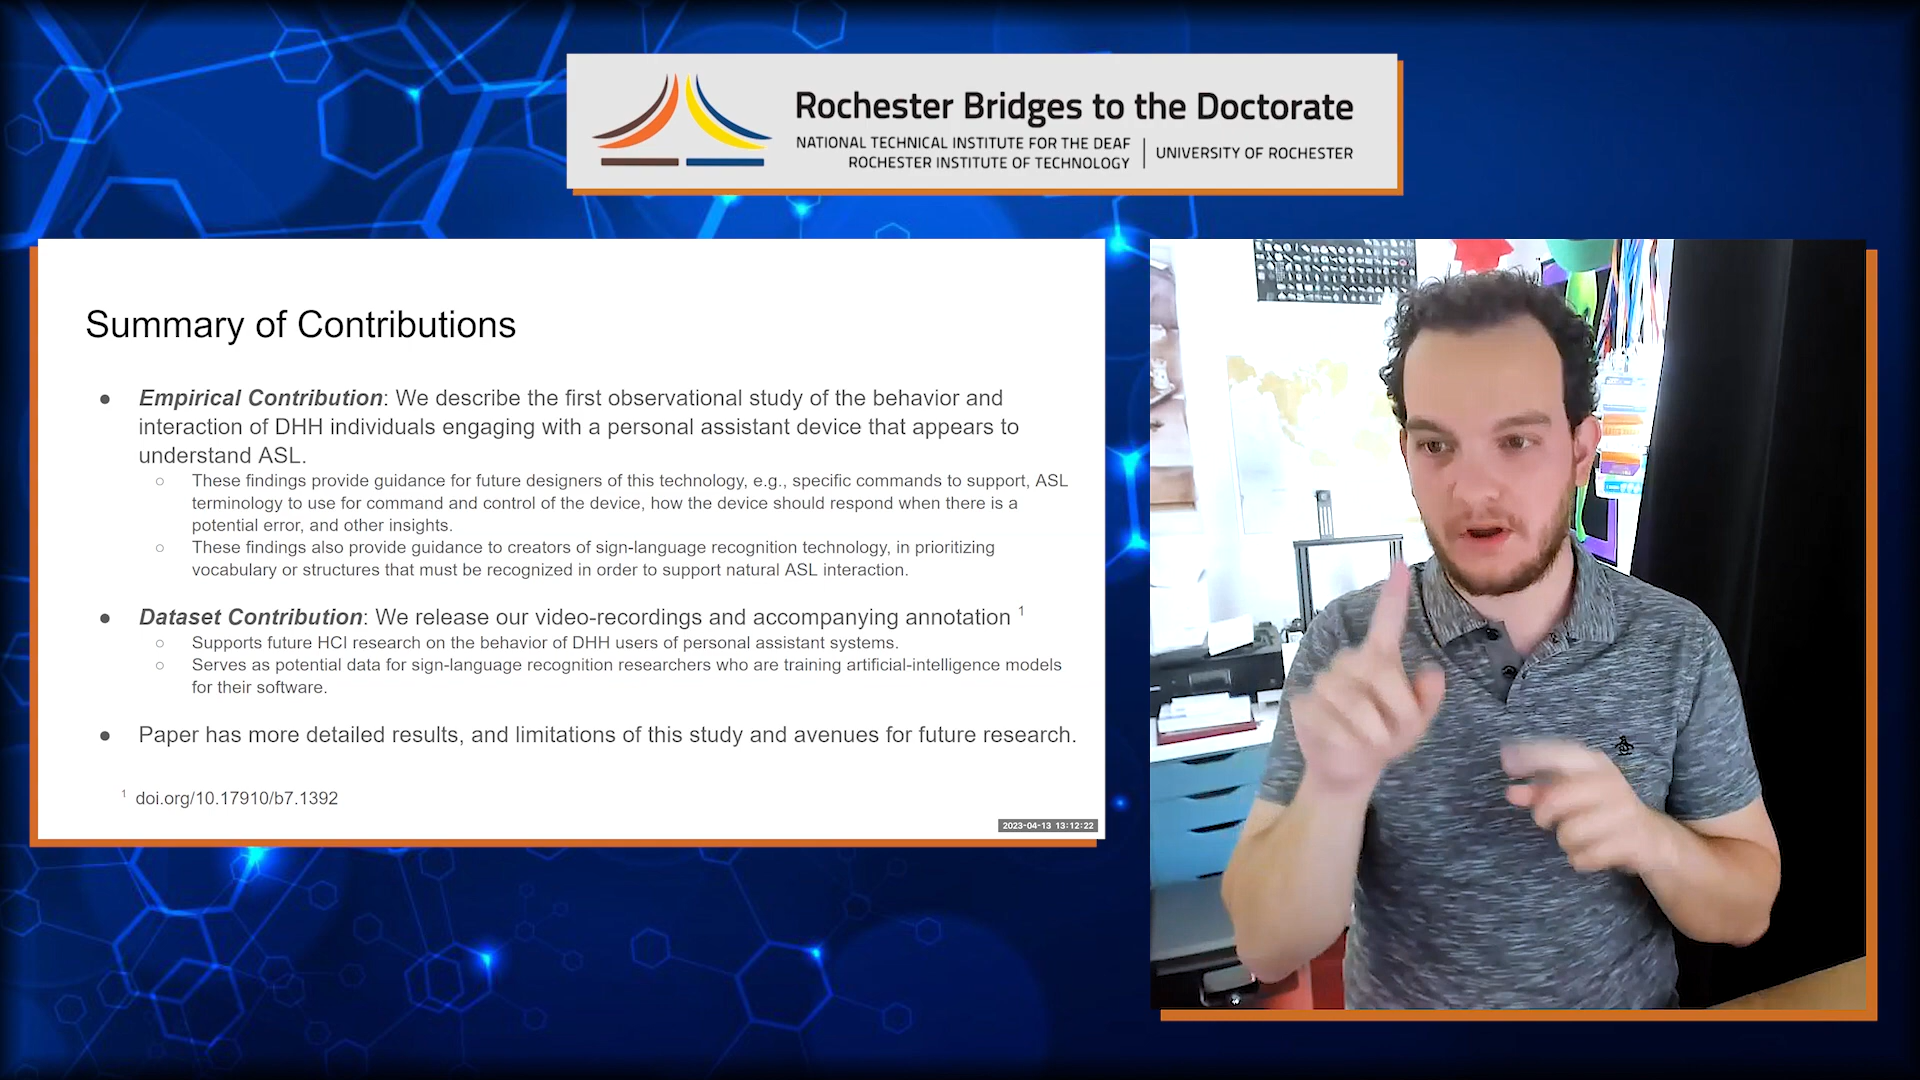 Rochester Bridges to the Doctorate
NATIONAL TECHNICAL INSTITUTE FOR THE DEAF
ROCHESTER INSTITUTE OF TECHNOLOGY
UNIVERSITY OF ROCHESTER
Summary of Contributions
● Empirical Contribution: We describe the first observational study of the behavior and
interaction of DHH individuals engaging with a personal assistant device that appears to
understand ASL.
○ These findings provide guidance for future designers of this technology, e.g., specific commands to support, ASL
terminology to use for command and control of the device, how the device should respond when there is a
potential error, and other insights.
○ These findings also provide guidance to creators of sign-language recognition technology, in prioritizing
vocabulary or structures that must be recognized in order to support natural ASL interaction.
● Dataset Contribution: We release our video-recordings and accompanying annotation 1
○ Supports future HCI research on the behavior of DHH users of personal assistant systems.
○ Serves as potential data for sign-language recognition researchers who are training artificial-intelligence models
for their software.
● Paper has more detailed results, and limitations of this study and avenues for future research.
1 doi.org/10.17910/b7.1392
2023-04-13 13:12:22